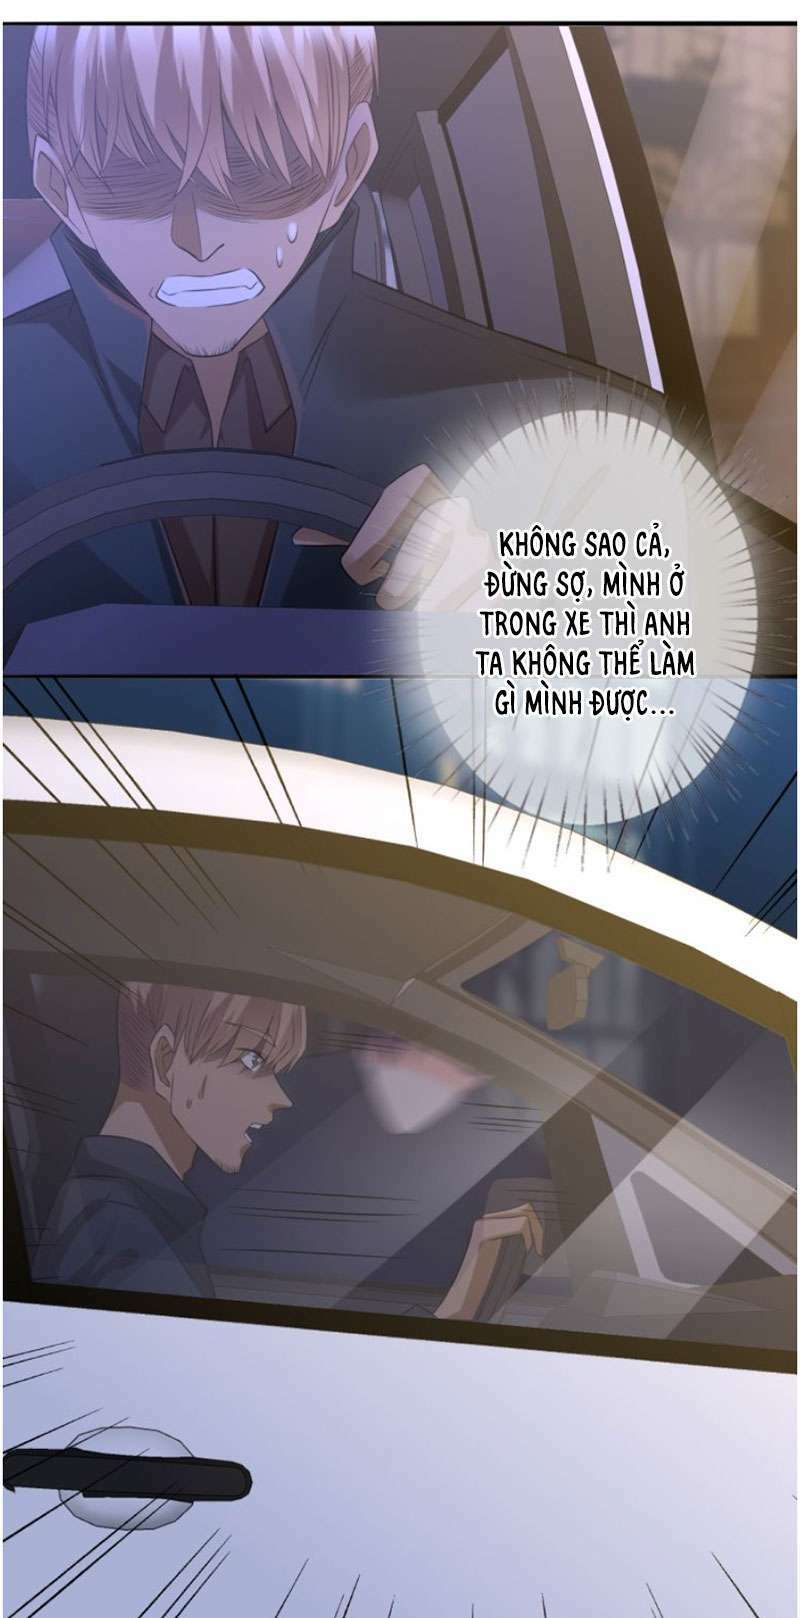 KHÔNG SAO CẢ,
ĐỪNG SỢ, MÌNH Ở
TRONG XE THÌ ANH
TA KHÔNG THỂ LÀM
GÌ MÌNH ĐƯỢC...